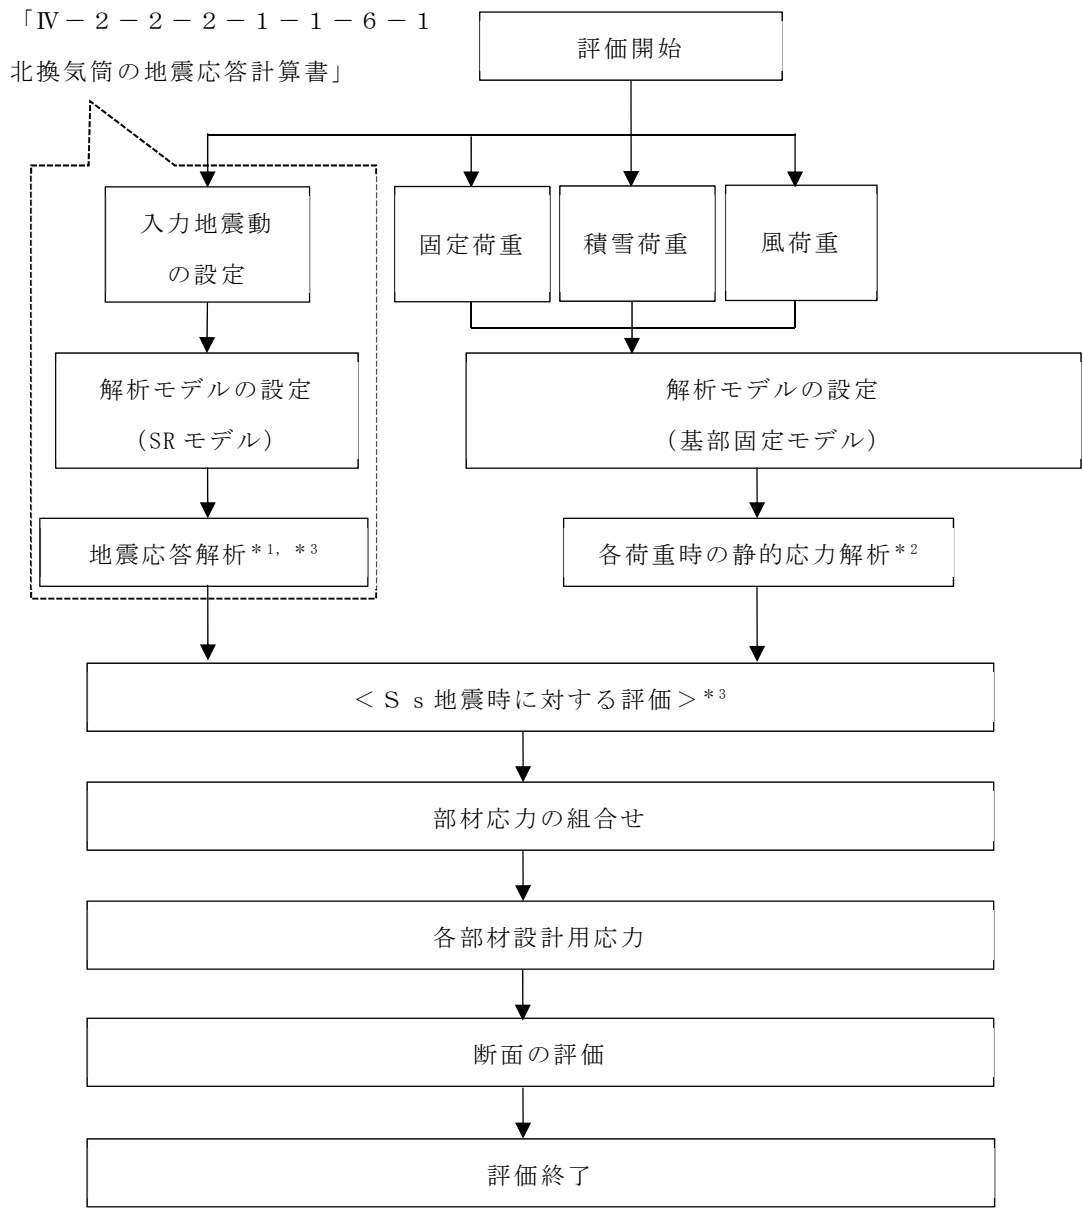 「Ⅳ－２－２－２－１－１－６－１
北換気筒の地震応答計算書」
評価開始
入力地震動
の設定
固定荷重
積雪荷重
風荷重
解析モデルの設定
（SR モデル）
解析モデルの設定
（基部固定モデル）
地震応答解析＊1, ＊3
各荷重時の静的応力解析＊2
＜Ｓｓ地震時に対する評価＞＊3
部材応力の組合せ
各部材設計用応力
断面の評価
評価終了